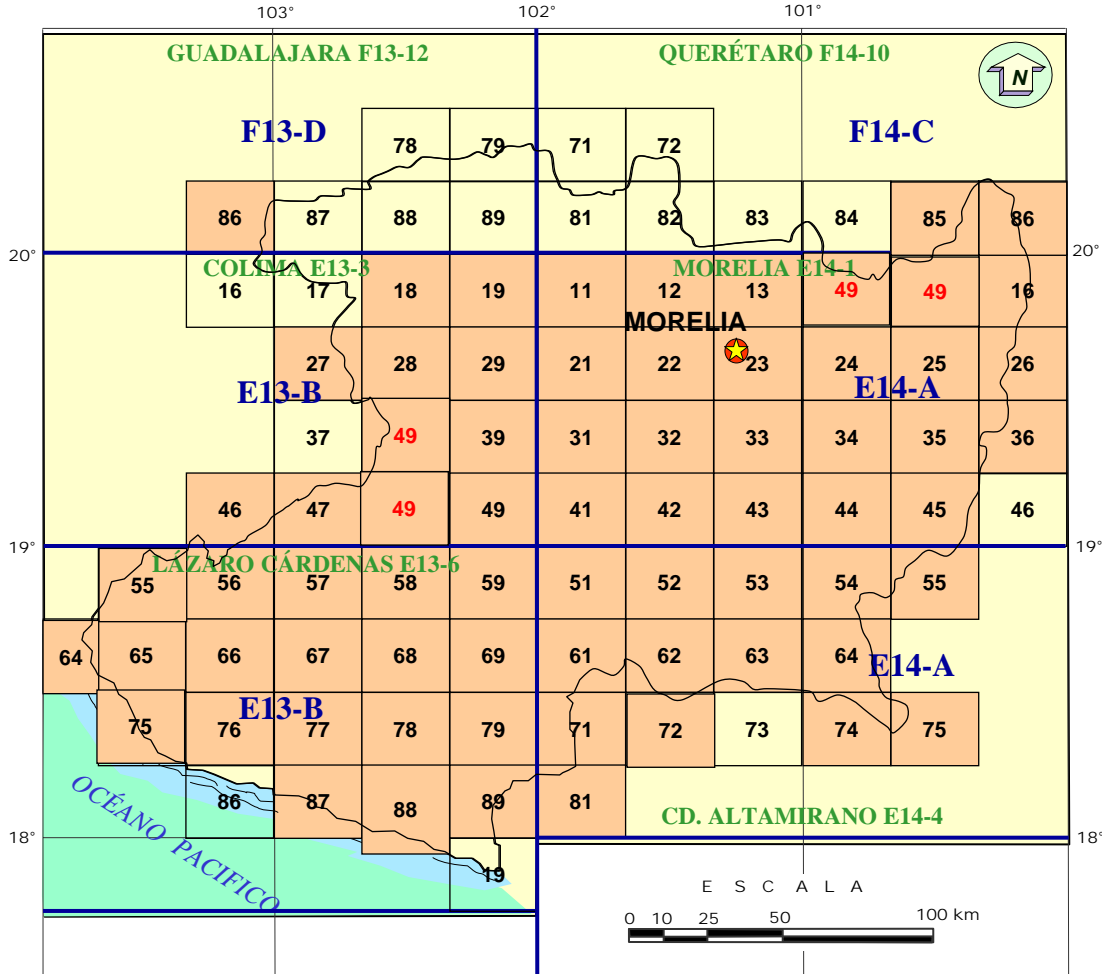 103° 102° 101°
GUADALAJARA F13-12 QUERÉTARO F14-10
N
F13-D F14-C
78 79 71 72
86 87 88 89 81 82 83 84 85 86
20° 20°
COLIMA E13-3 MORELIA E14-1
16 17 18 19 11 12 13 49 49 16
MORELIA
27 28 29 21 22 23 24 25 26
E13-B E14-A
37 49 39 31 32 33 34 35 36
46 47 49 49 41 42 43 44 45 46
19° 19°
LÁZARO CÁRDENAS E13-6
55 56 57 58 59 51 52 53 54 55
64 65 66 67 68 69 61 62 63 64
E14-A
E13-B
75 76 77 78 79 71 72 73 74 75
OCÉANO PACIFICO
86 87 88 89 81
CD. ALTAMIRANO E14-4
18° 18°
19
E S C A L A
0 10 25 50 100 km